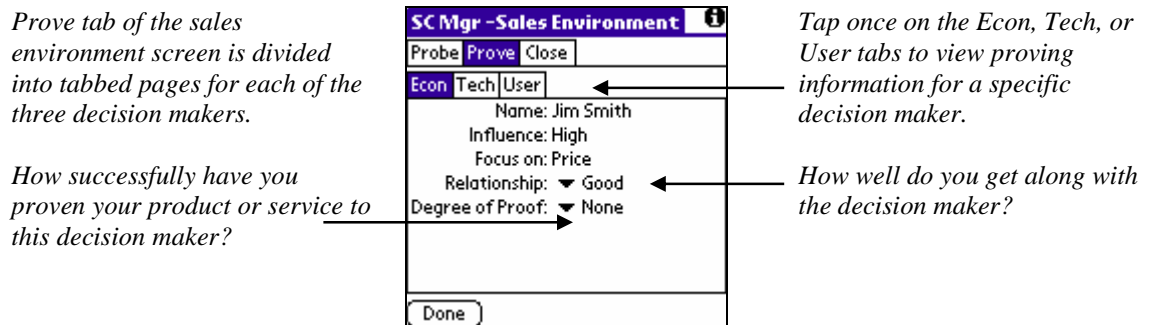 Prove tab of the sales
environment screen is divided
into tabbed pages for each of the
three decision makers.
How successfully have you
proven your product or service to
this decision maker?
SC Mgr -Sales Environment
Probe Prove Close
Econ Tech User
Name: Jim Smith
Influence: High
Focus on: Price
Relationship: Good
Degree of Proof: None
Done
Tap once on the Econ, Tech, or
User tabs to view proving
information for a specific
decision maker.
How well do you get along with
the decision maker?